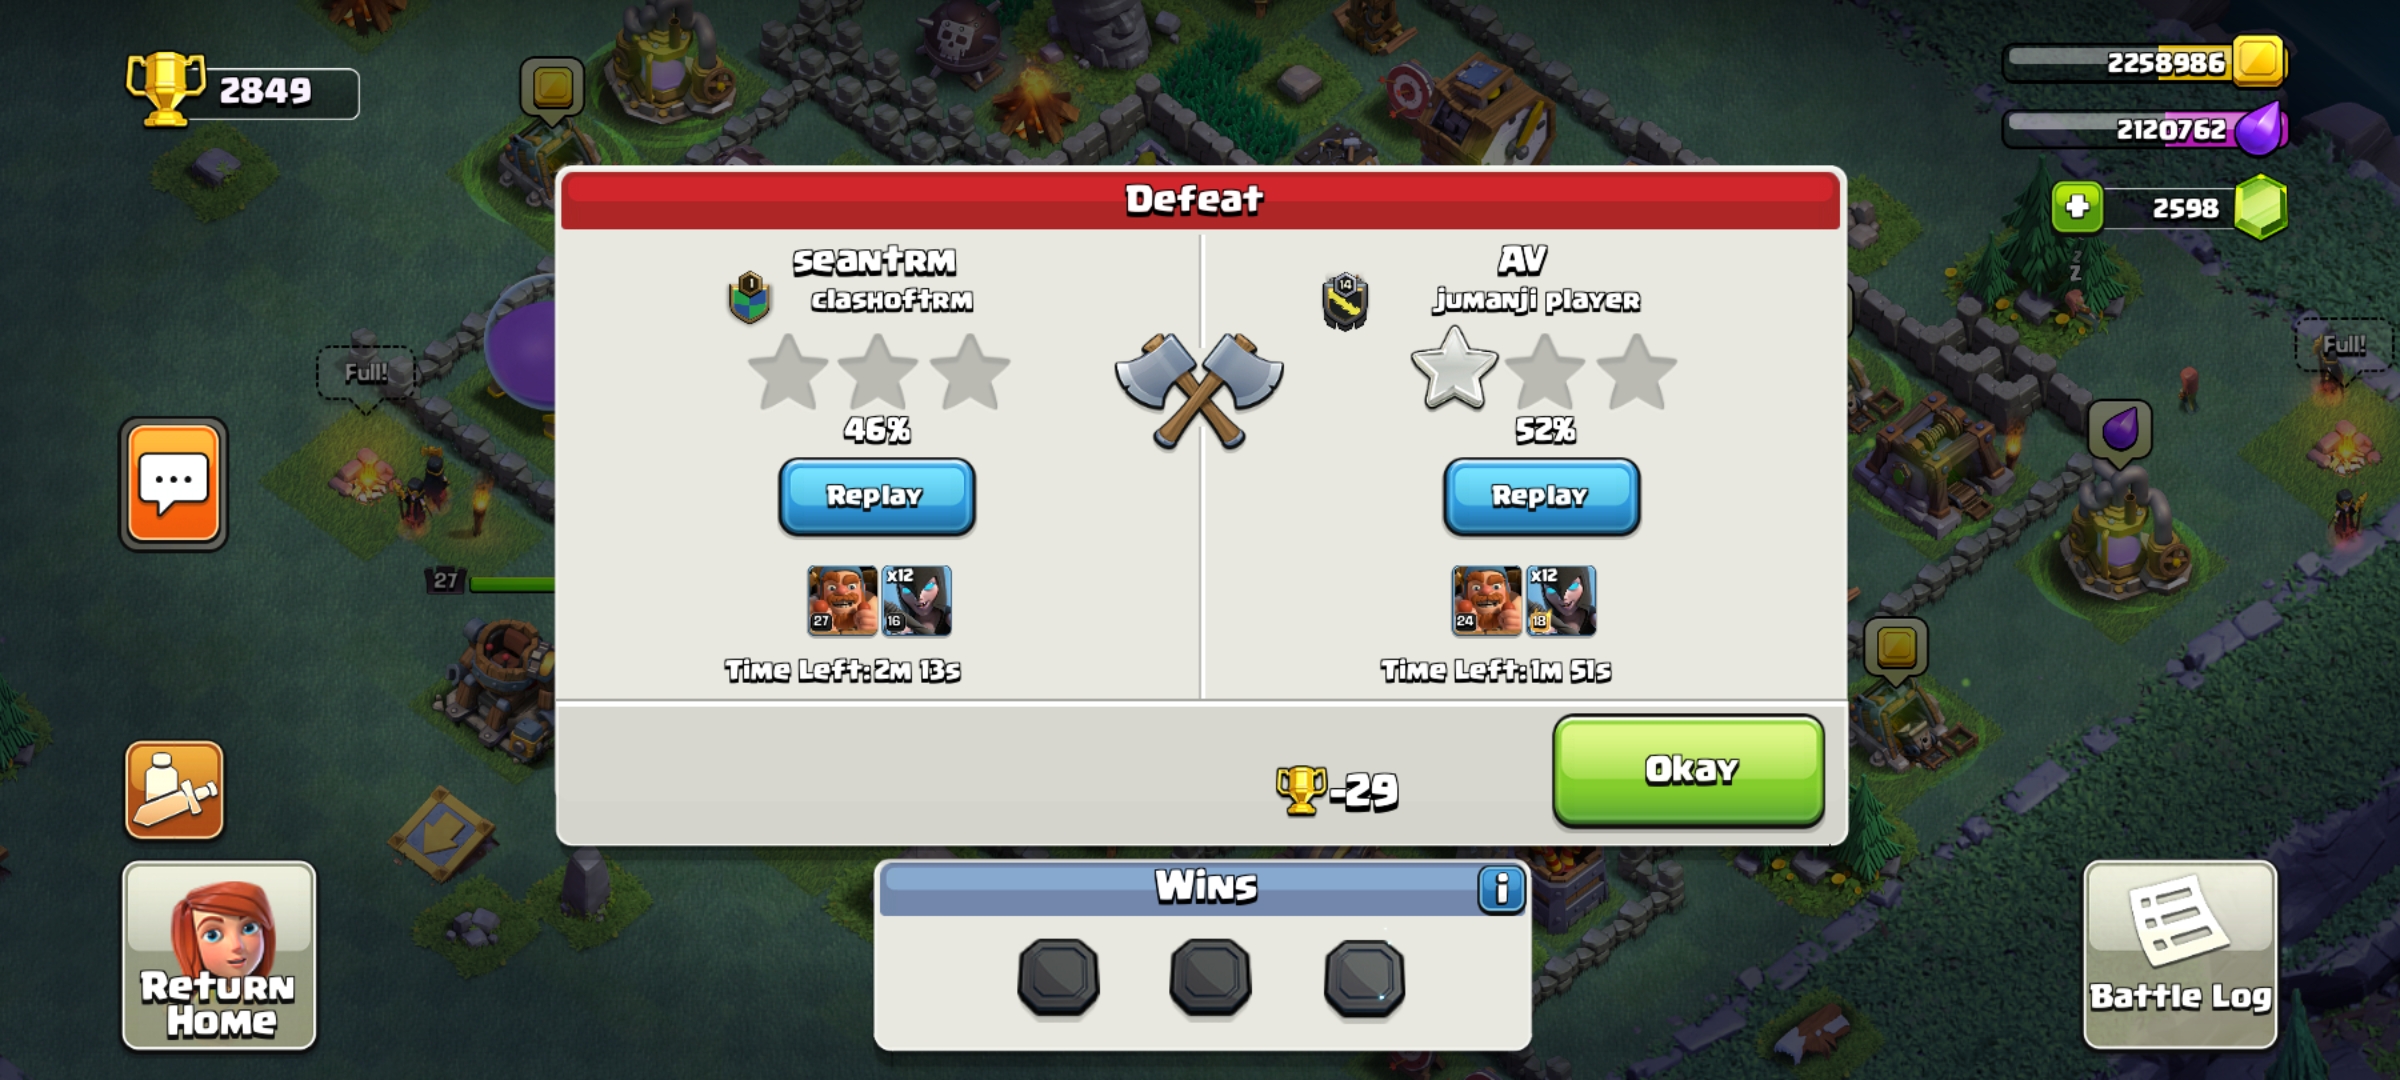 2849
2258986
2120762
2598
Full!
Full!
27
Defeat
seantrm
1
clashoftrm
46%
Replay
27
x12
16
Time Left: 2m 13s
AV
14
jumanji player
52%
Replay
24
x12
18
Time Left: 1m 51s
-29
Okay
Wins
i
Return
Home
Battle Log
z
z